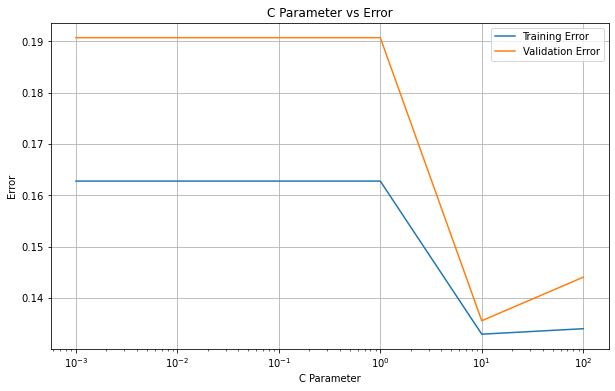 C Parameter vs Error
Training Error
Validation Error
Error
0.19
0.18
0.17
0.16
0.15
0.14
10⁻³
10⁻²
10⁻¹
10⁰
10¹
10²
C Parameter